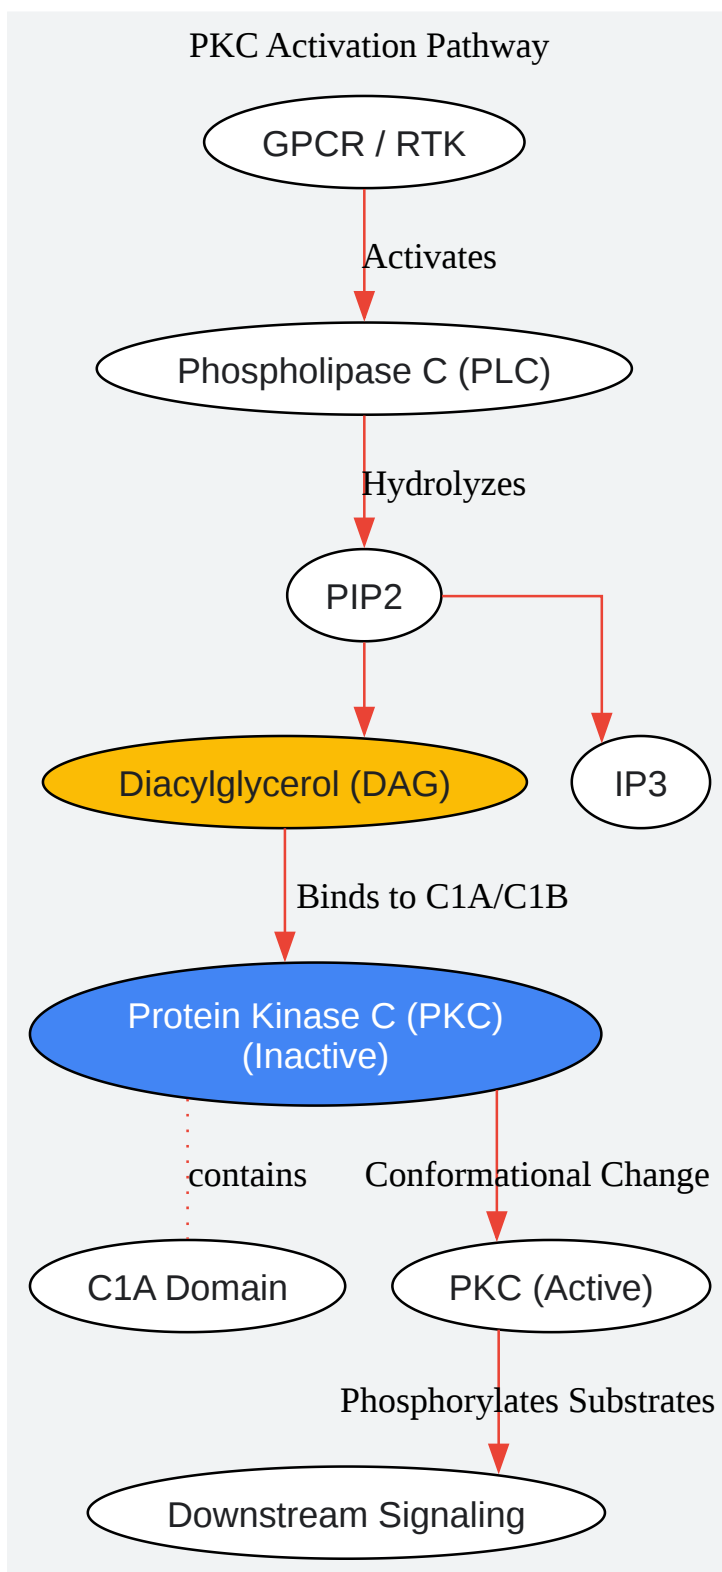 PKC Activation Pathway
GPCR / RTK
Activates
Phospholipase C (PLC)
Hydrolyzes
PIP2
Diacylglycerol (DAG)
IP3
Binds to C1A/C1B
Protein Kinase C (PKC)
(Inactive)
contains
Conformational Change
C1A Domain
PKC (Active)
Phosphorylates Substrates
Downstream Signaling